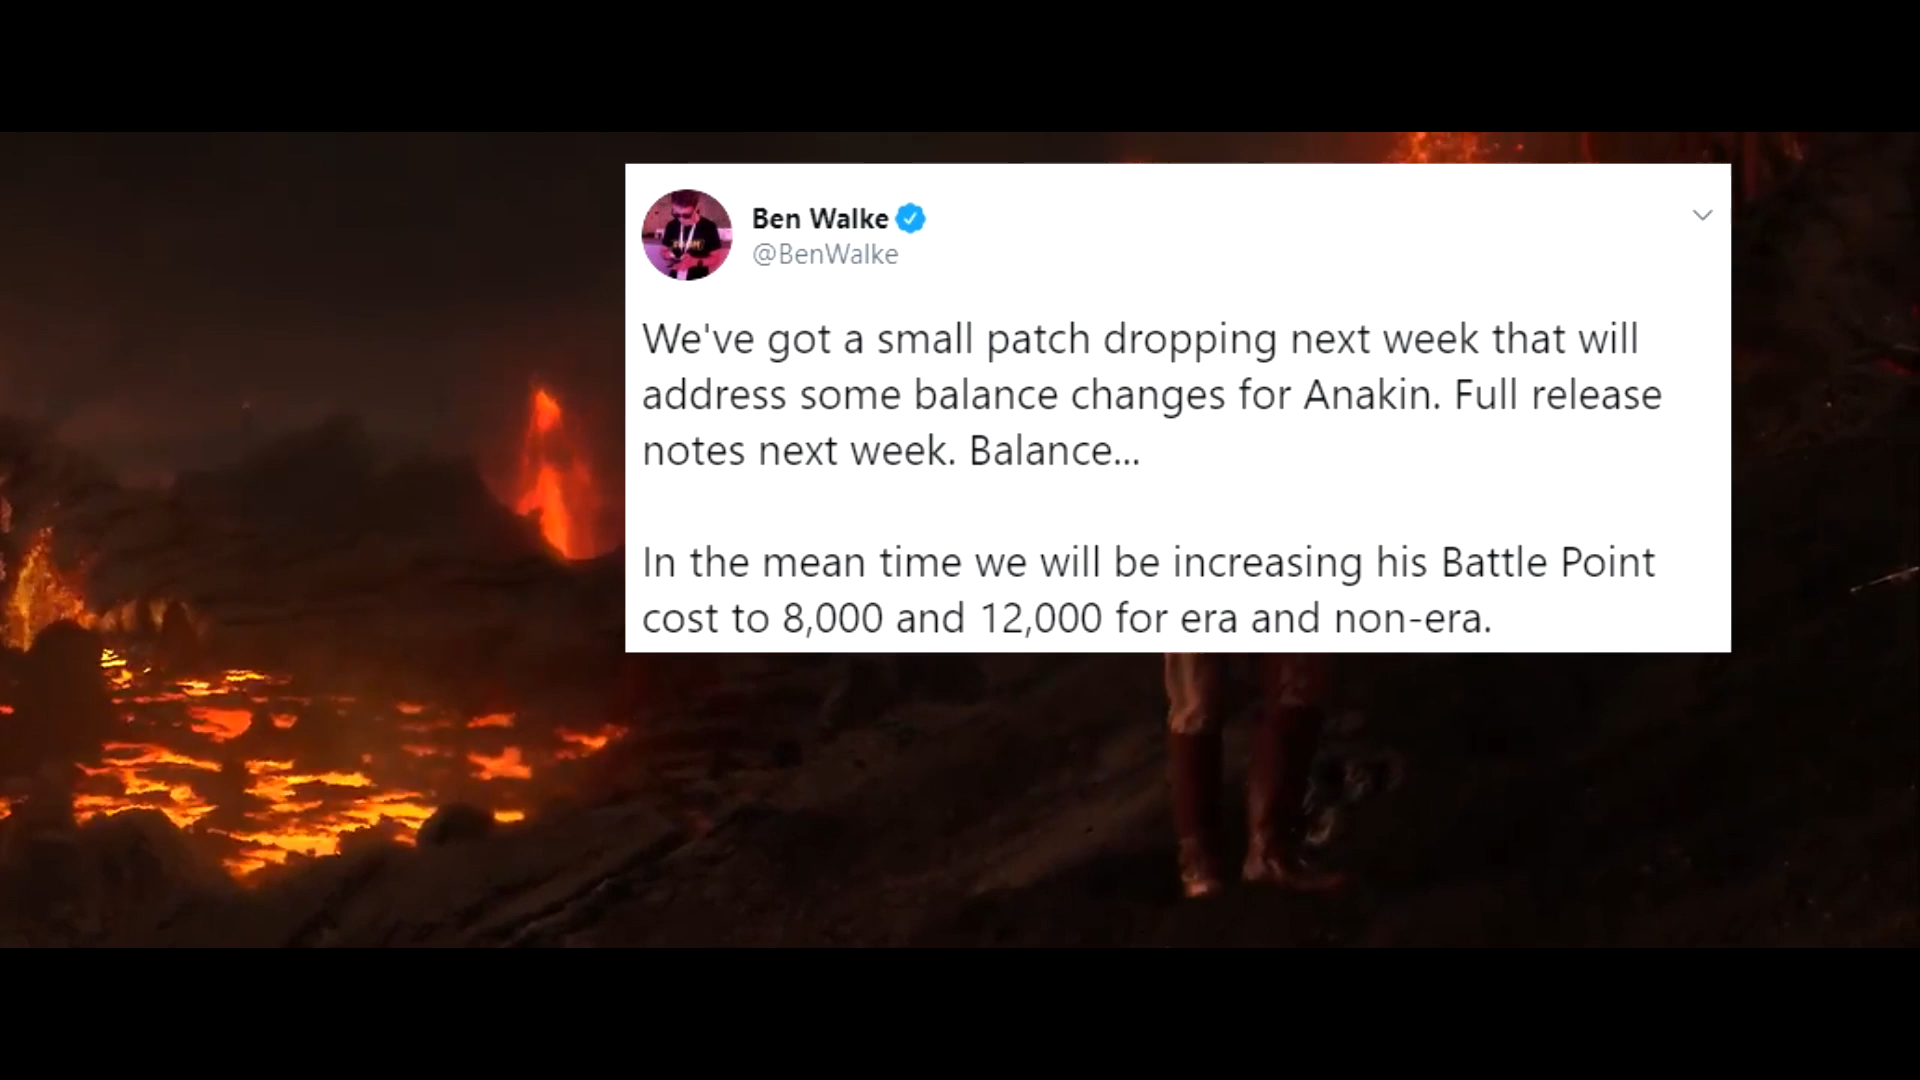 Ben Walke
@BenWalke
We've got a small patch dropping next week that will
address some balance changes for Anakin. Full release
notes next week. Balance...
In the mean time we will be increasing his Battle Point
cost to 8,000 and 12,000 for era and non-era.